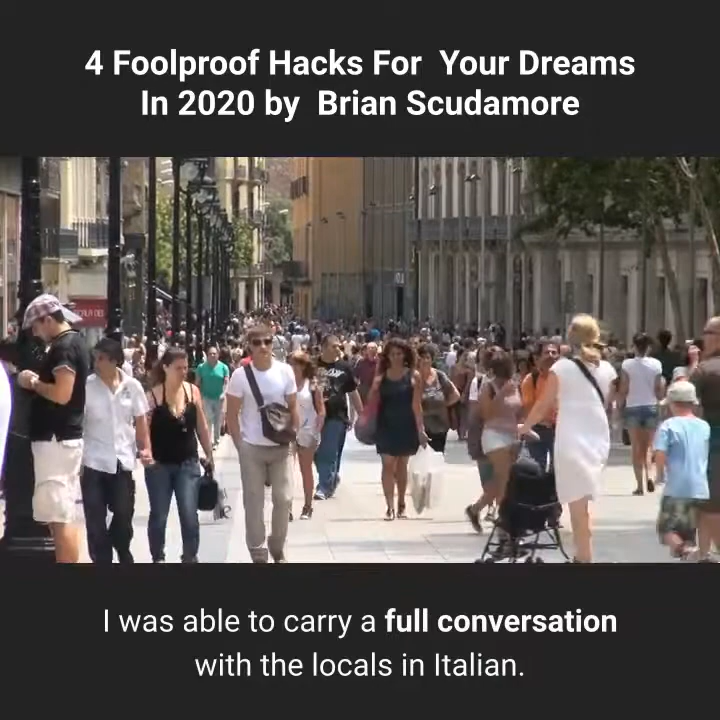 4 Foolproof Hacks For  Your Dreams
In 2020 by  Brian Scudamore
I was able to carry a full conversation
with the locals in Italian.